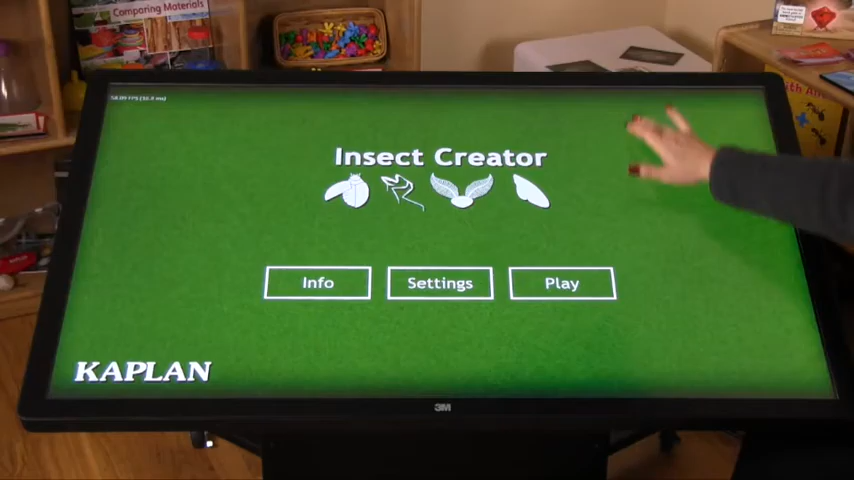 Comparing Materials
Insect Creator
Info
Settings
Play
KAPLAN
3M